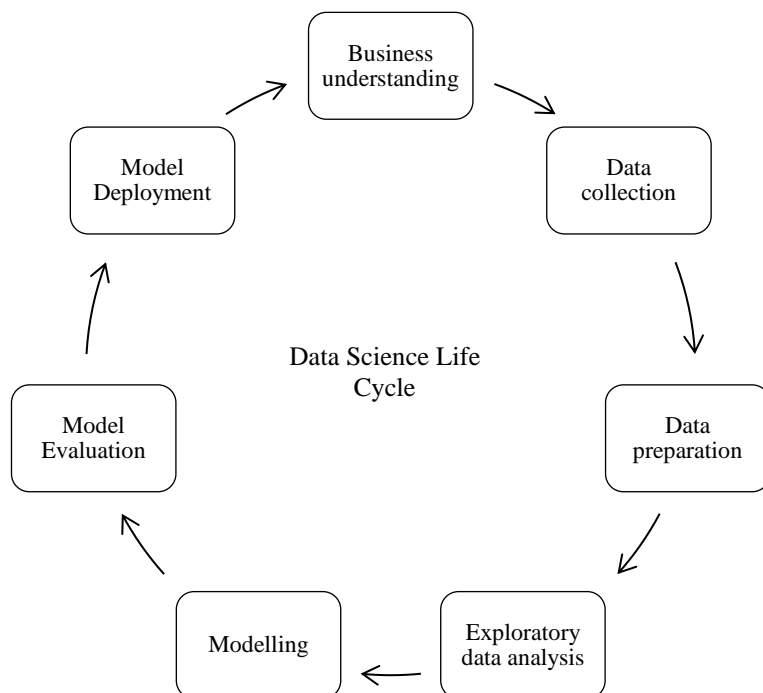 Business
understanding
Data
collection
Data
preparation
Exploratory
data analysis
Modelling
Model
Evaluation
Model
Deployment
Data Science Life
Cycle